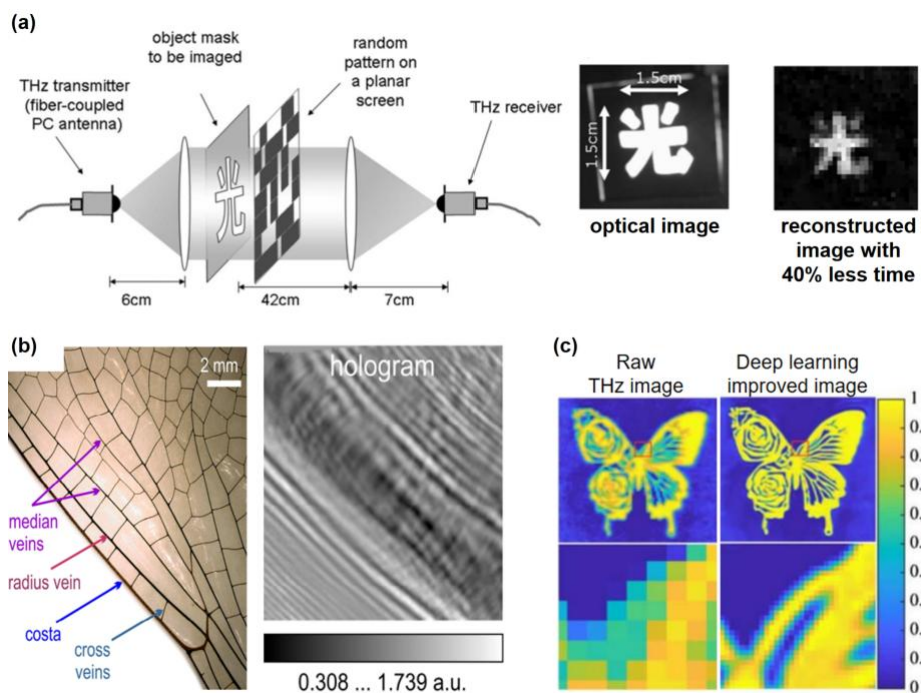 (a)
object mask
to be imaged
random
pattern on
a planar
screen
THz transmitter
(fiber-coupled
PC antenna)
THz receiver
光
6cm
42cm
7cm
1.5cm
1.5cm
光
optical image
光
reconstructed
image with
40% less time
(b)
2 mm
median
veins
radius vein
costa
cross
veins
hologram
0.308 ... 1.739 a.u.
(c)
Raw
THz image
Deep learning
improved image
1
0